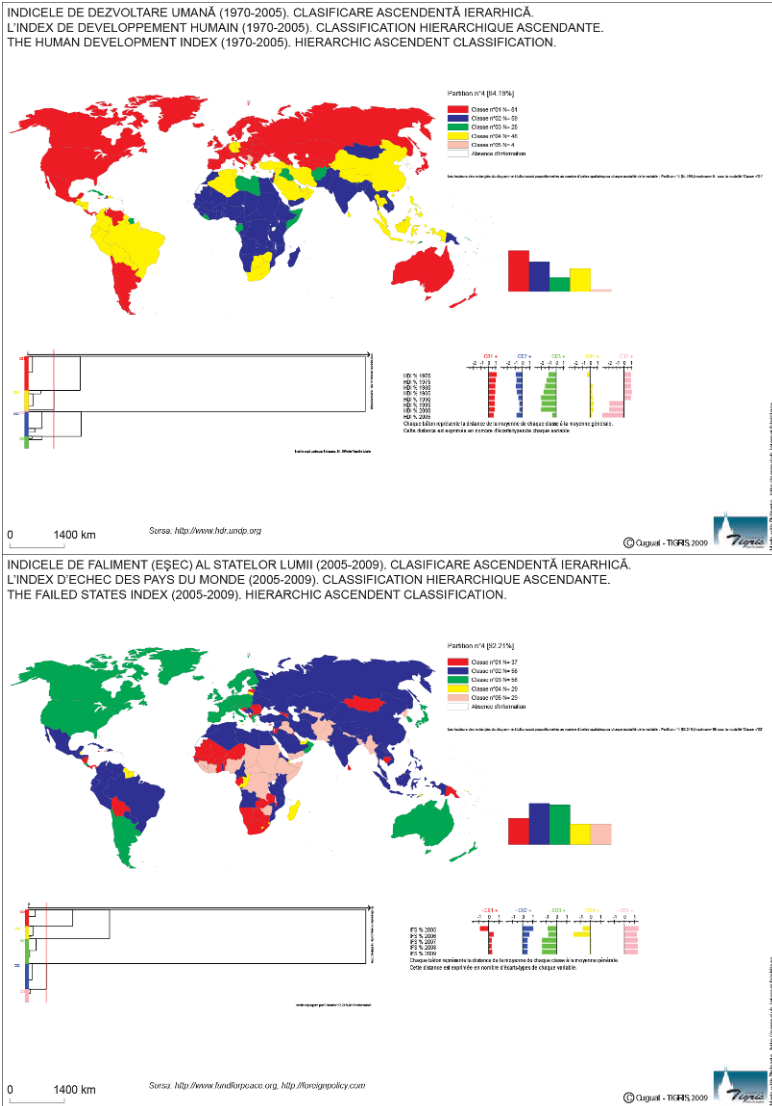 INDICELE DE DEZVOLTARE UMANĂ (1970-2005). CLASIFICARE ASCENDENTĂ IERARHICĂ.
L'INDEX DE DEVELOPPEMENT HUMAIN (1970-2005). CLASSIFICATION HIERARCHIQUE ASCENDANTE.
THE HUMAN DEVELOPMENT INDEX (1970-2005). HIERARCHIC ASCENDENT CLASSIFICATION.
Partition n°4 [84.19%]
Classe n°01 N= 81
Classe n°02 N= 59
Classe n°03 N= 28
Classe n°04 N= 46
Classe n°05 N= 4
Absence d'information
HDI % 1970
HDI % 1975
HDI % 1980
HDI % 1985
HDI % 1990
HDI % 1995
HDI % 2000
HDI % 2005
Chaque bâton représente la distance de la moyenne de chaque classe à la moyenne générale.
Cette distance est exprimée en nombre d'écarts-types de chaque variable.
0 1400 km
Sursa: http://www.hdr.undp.org
© Cuguat - TIGRIS, 2009
Tigris
INDICELE DE FALIMENT (EŞEC) AL STATELOR LUMII (2005-2009). CLASIFICARE ASCENDENTĂ IERARHICĂ.
L'INDEX D'ECHEC DES PAYS DU MONDE (2005-2009). CLASSIFICATION HIERARCHIQUE ASCENDANTE.
THE FAILED STATES INDEX (2005-2009). HIERARCHIC ASCENDENT CLASSIFICATION.
Partition n°4 [92.21%]
Classe n°01 N= 37
Classe n°02 N= 58
Classe n°03 N= 56
Classe n°04 N= 29
Classe n°05 N= 29
Absence d'information
IFS % 2005
IFS % 2006
IFS % 2007
IFS % 2008
IFS % 2009
Chaque bâton représente la distance de la moyenne de chaque classe à la moyenne générale.
Cette distance est exprimée en nombre d'écarts-types de chaque variable.
0 1400 km
Sursa: http://www.fundforpeace.org, http://foreignpolicy.com
© Cuguat - TIGRIS, 2009
Tigris